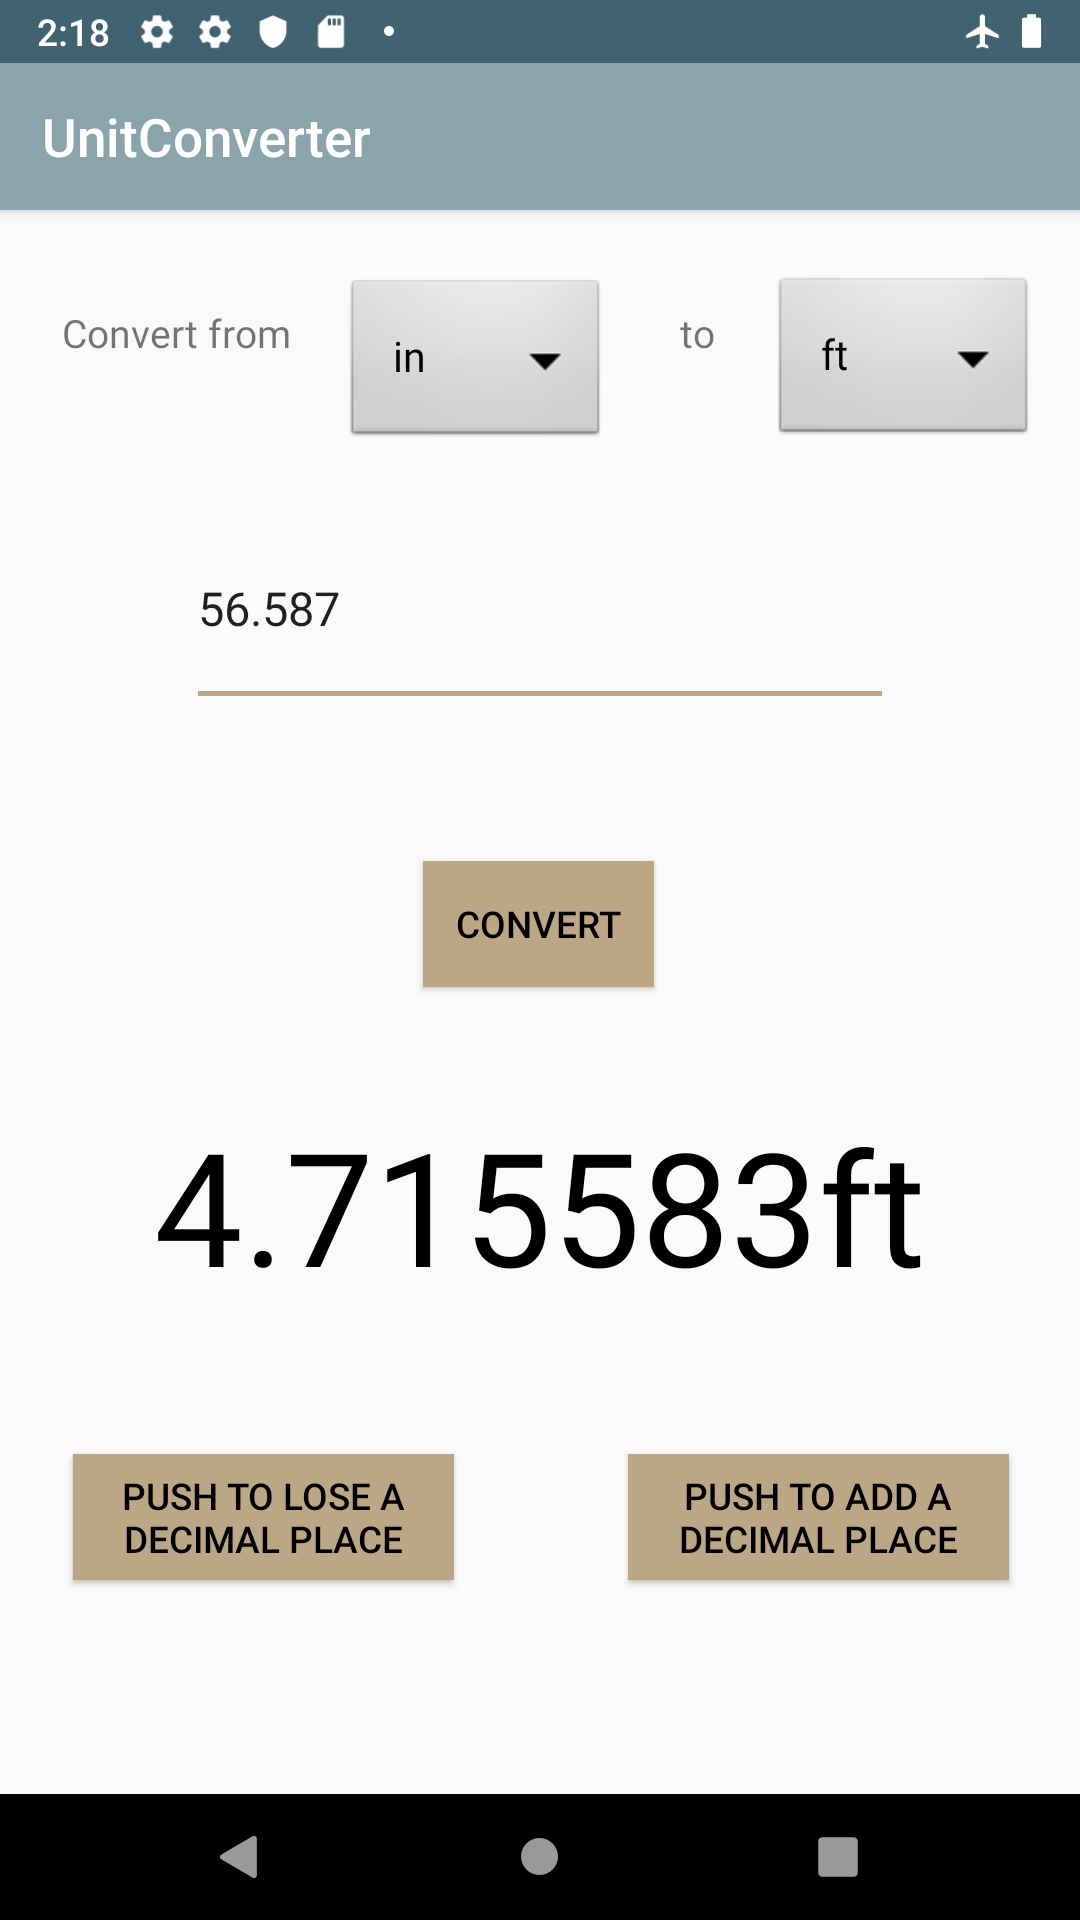 2:18
UnitConverter
Convert from
in
to
ft
56.587
CONVERT
4.715583ft
PUSH TO LOSE A
DECIMAL PLACE
PUSH TO ADD A
DECIMAL PLACE